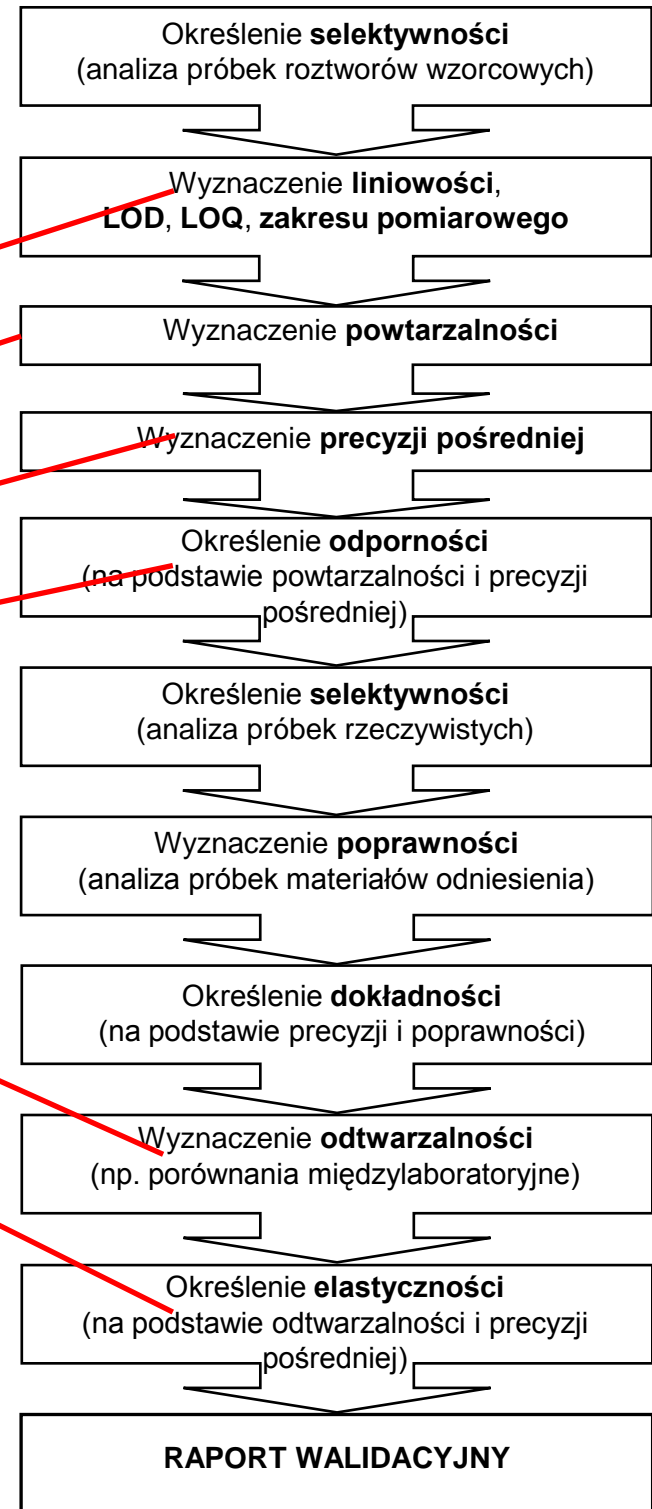 Określenie selektywności
(analiza próbek roztworów wzorcowych)
Wyznaczenie liniowości,
LOD, LOQ, zakresu pomiarowego
Wyznaczenie powtarzalności
Wyznaczenie precyzji pośredniej
Określenie odporności
(na podstawie powtarzalności i precyzji
pośredniej)
Określenie selektywności
(analiza próbek rzeczywistych)
Wyznaczenie poprawności
(analiza próbek materiałów odniesienia)
Określenie dokładności
(na podstawie precyzji i poprawności)
Wyznaczenie odtwarzalności
(np. porównania międzylaboratoryjne)
Określenie elastyczności
(na podstawie odtwarzalności i precyzji
pośredniej)
RAPORT WALIDACYJNY